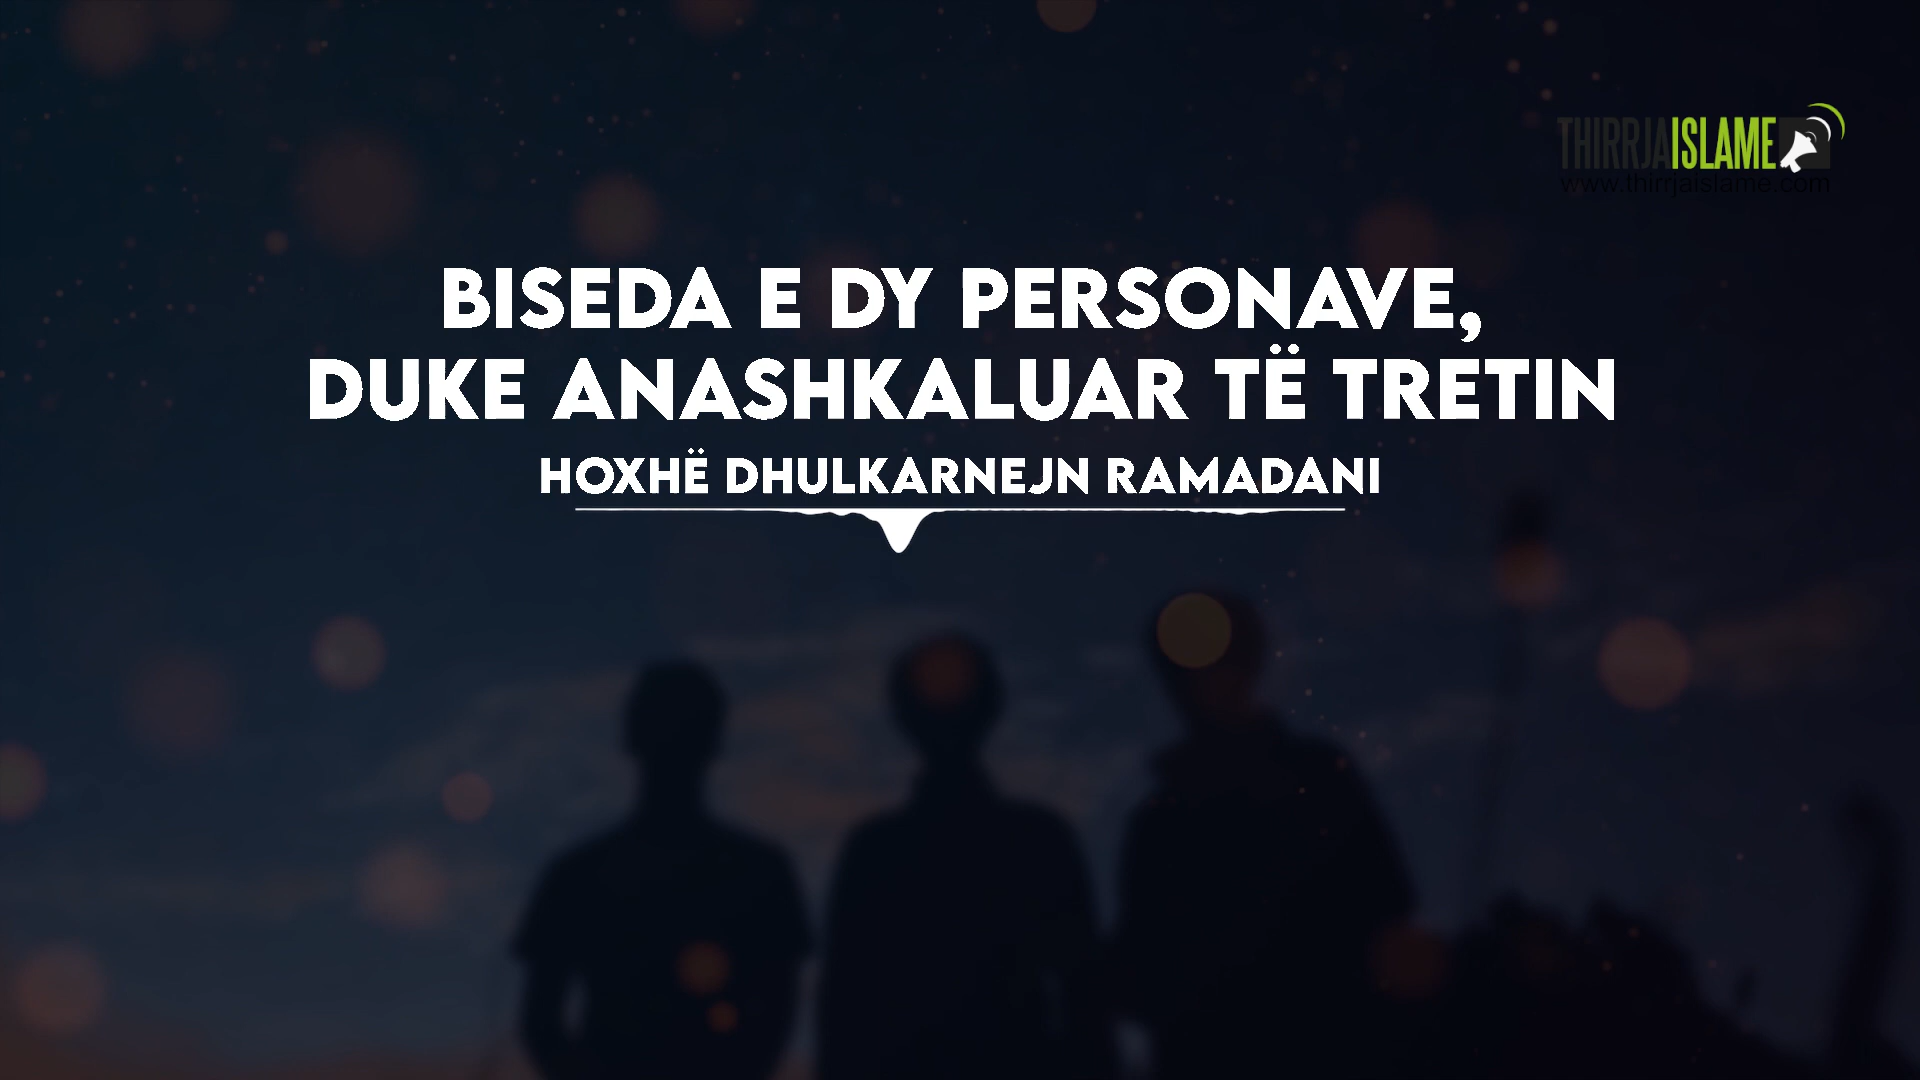 THIRRJAISLAME
www.thirrjaislame.com
BISEDA E DY PERSONAVE,
DUKE ANASHKALUAR TË TRETIN
HOXHË DHULKARNEJN RAMADANI